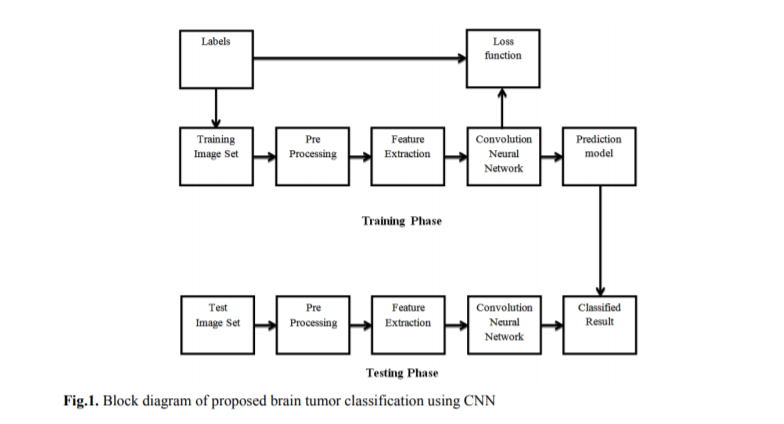 Labels
Loss
function
Training
Image Set
Pre
Processing
Feature
Extraction
Convolution
Neural
Network
Prediction
model
Training Phase
Test
Image Set
Pre
Processing
Feature
Extraction
Convolution
Neural
Network
Classified
Result
Testing Phase
Fig.1. Block diagram of proposed brain tumor classification using CNN